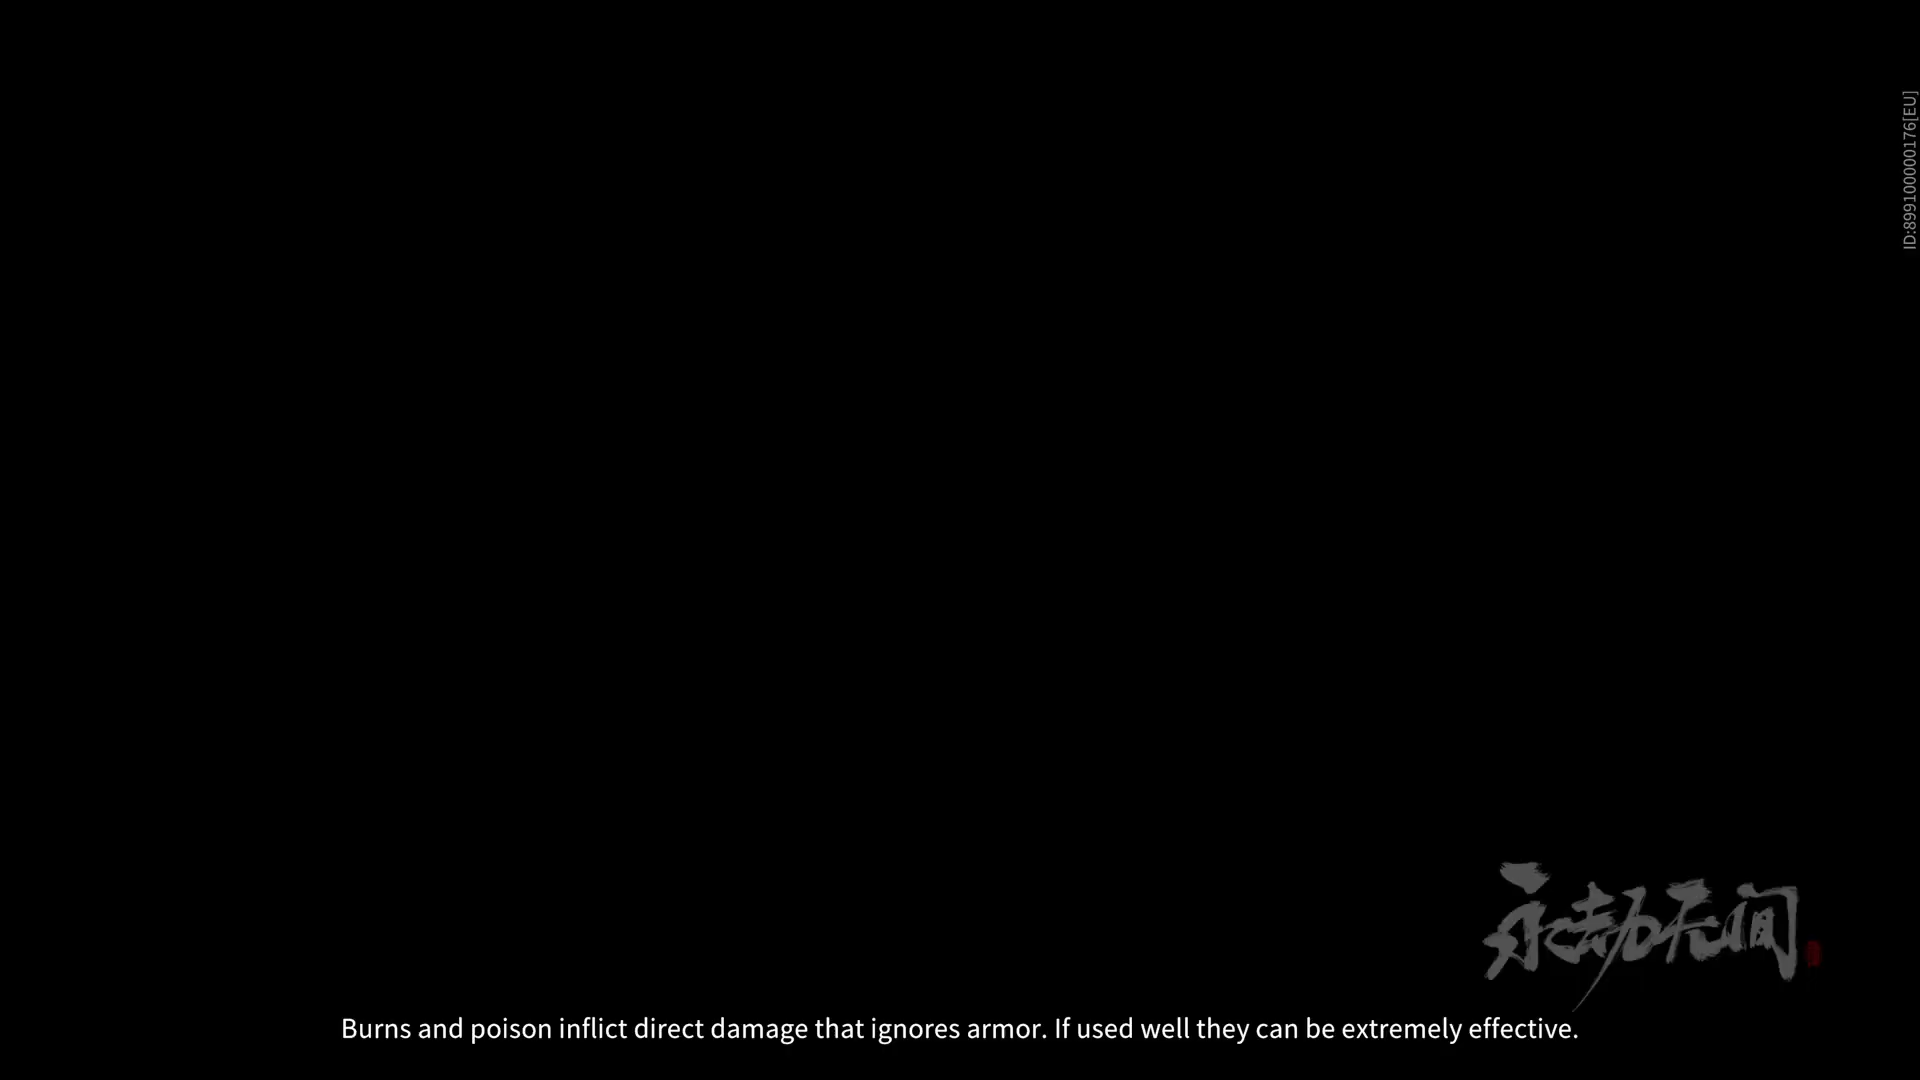 ID:8991000000176[EU]
永劫无间
Burns and poison inflict direct damage that ignores armor. If used well they can be extremely effective.